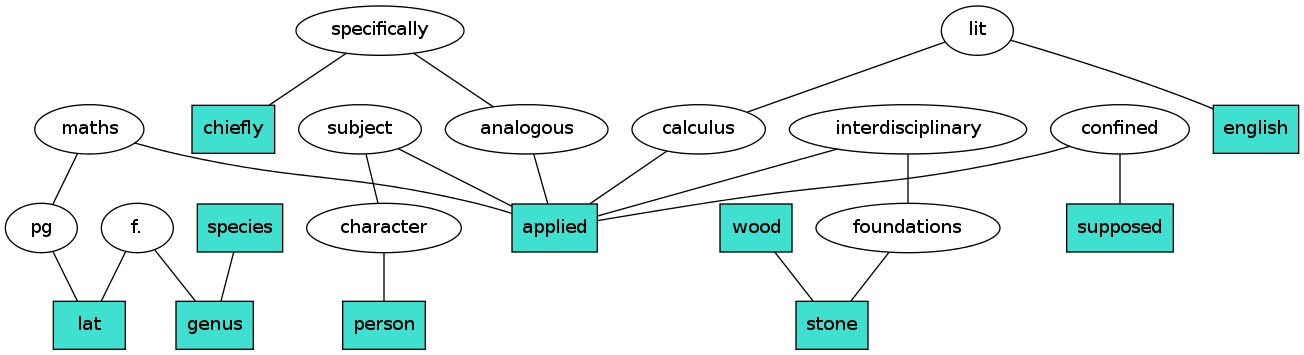 specifically
lit
maths
chiefly
subject
analogous
calculus
interdisciplinary
confined
english
pg
f.
species
character
applied
wood
foundations
supposed
lat
genus
person
stone